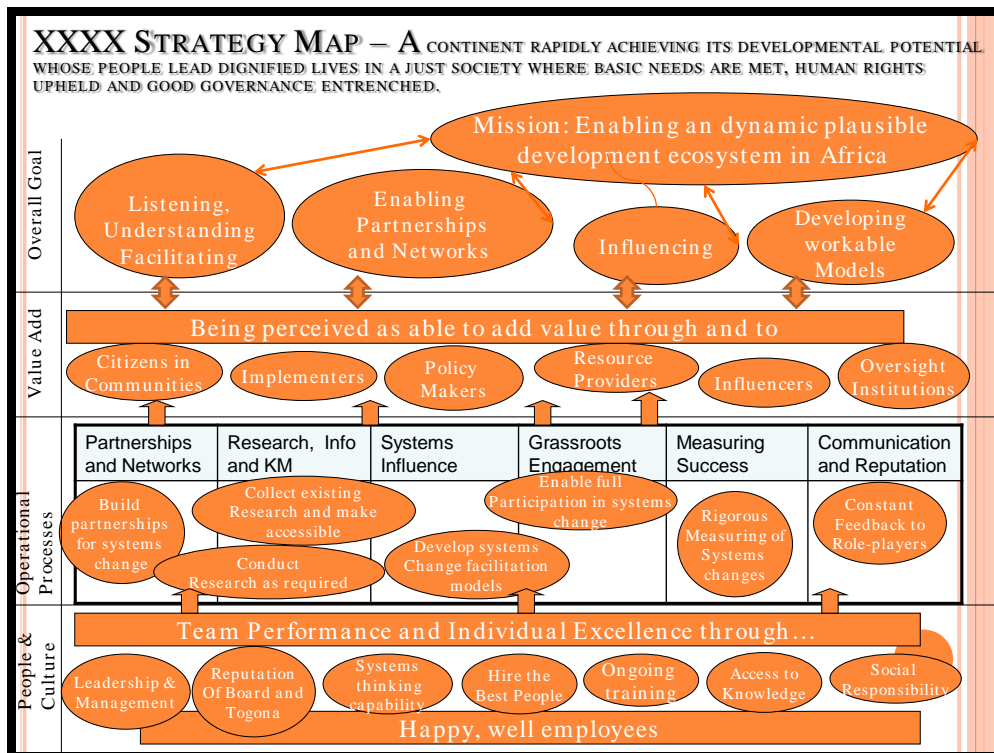 XXXX STRATEGY MAP – A CONTINENT RAPIDLY ACHIEVING ITS DEVELOPMENTAL POTENTIAL
WHOSE PEOPLE LEAD DIGNIFIED LIVES IN A JUST SOCIETY WHERE BASIC NEEDS ARE MET, HUMAN RIGHTS
UPHELD AND GOOD GOVERNANCE ENTRENCHED.
Overall Goal
Mission: Enabling an dynamic plausible
development ecosystem in Africa
Listening,
Understanding
Facilitating
Enabling
Partnerships
and Networks
Influencing
Developing
workable
Models
Value Add
Being perceived as able to add value through and to
Citizens in
Communities
Implementers
Policy
Makers
Resource
Providers
Influencers
Oversight
Institutions
Operational
Processes
Partnerships
and Networks
Research, Info
and KM
Systems
Influence
Grassroots
Engagement
Measuring
Success
Communication
and Reputation
Build
partnerships
for systems
change
Collect existing
Research and make
accessible
Conduct
Research as required
Develop systems
Change facilitation
models
Enable full
Participation in systems
change
Rigorous
Measuring of
Systems
changes
Constant
Feedback to
Role-players
People &
Culture
Team Performance and Individual Excellence through...
Leadership &
Management
Reputation
Of Board and
Togona
Systems
thinking
capability
Hire the
Best People
Ongoing
training
Access to
Knowledge
Social
Responsibility
Happy, well employees